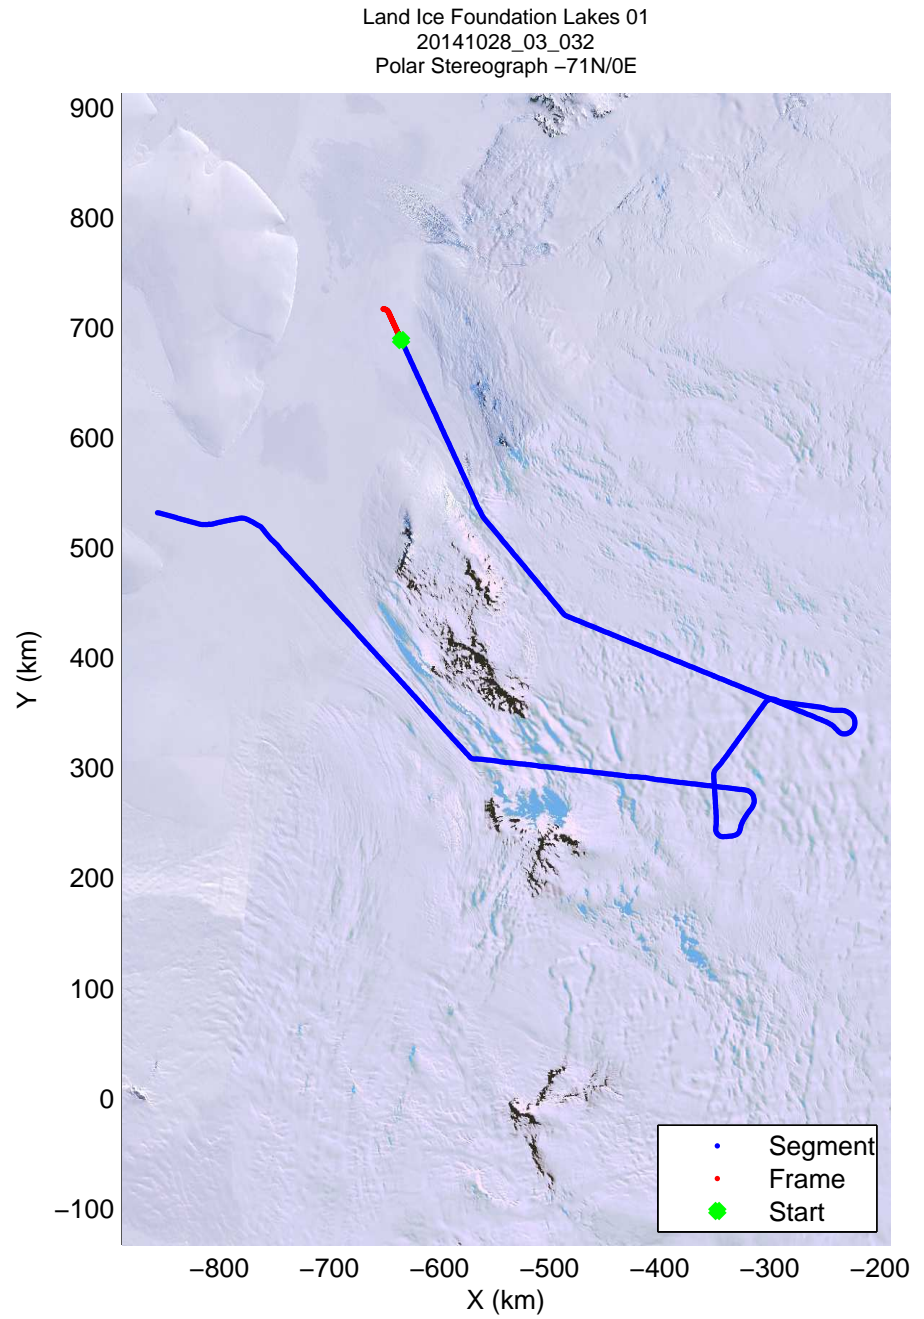 Land Ice Foundation Lakes 01
20141028_03_032
Polar Stereograph −71N/0E
900
800
700
600
500
400
300
200
100
0
−100
Y (km)
Segment
Frame
Start
−800 −700 −600 −500 −400 −300 −200
X (km)